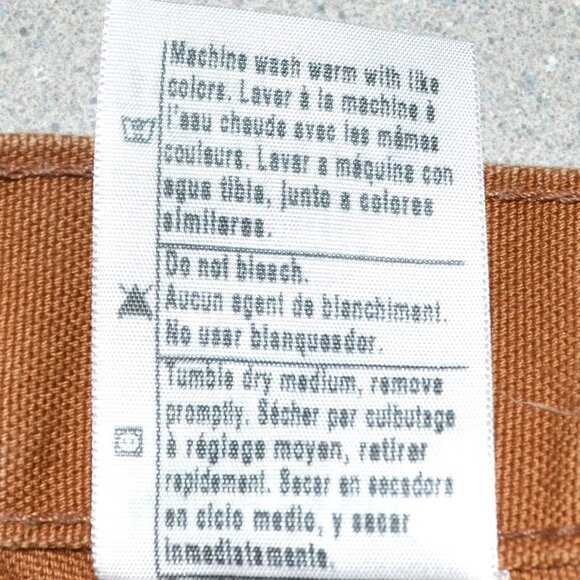 Machine wash warm with like
colors. Laver à la machine à
l'eau chaude avec les mêmes
couleurs. Lavar a máquina con
agua tibia, junto a colores
similares.
Do not bleach.
Aucun agent de blanchiment.
No usar blanqueador.
Tumble dry medium, remove
promptly. Sécher par culbutage
à réglage moyen, retirer
rapidement. Secar en secadora
en ciclo medio, y sacar
inmediatamente.